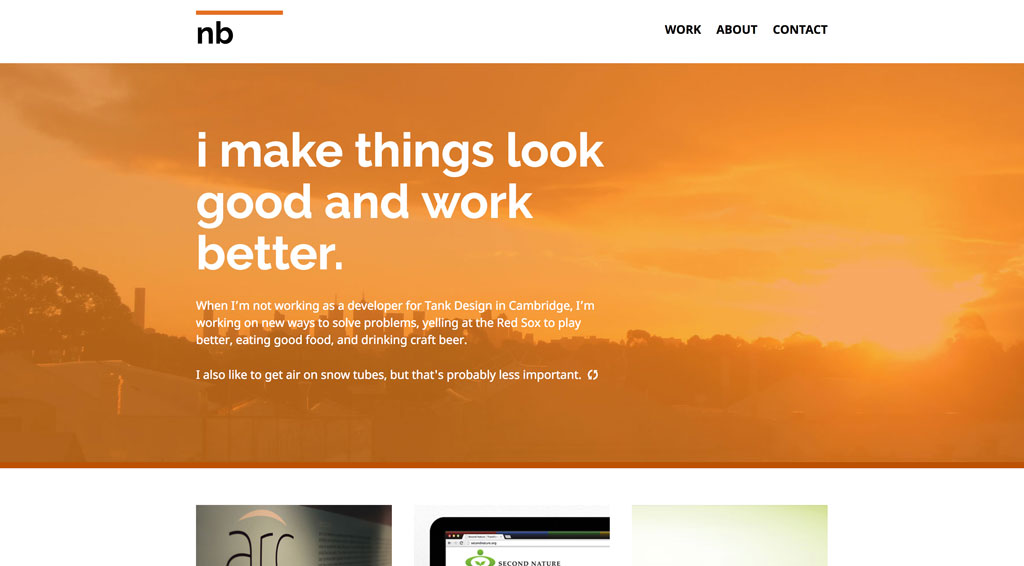 nb
WORK ABOUT CONTACT
i make things look
good and work
better.
When I'm not working as a developer for Tank Design in Cambridge, I'm
working on new ways to solve problems, yelling at the Red Sox to play
better, eating good food, and drinking craft beer.
I also like to get air on snow tubes, but that's probably less important.
arc
secondnature.org
SECOND NATURE